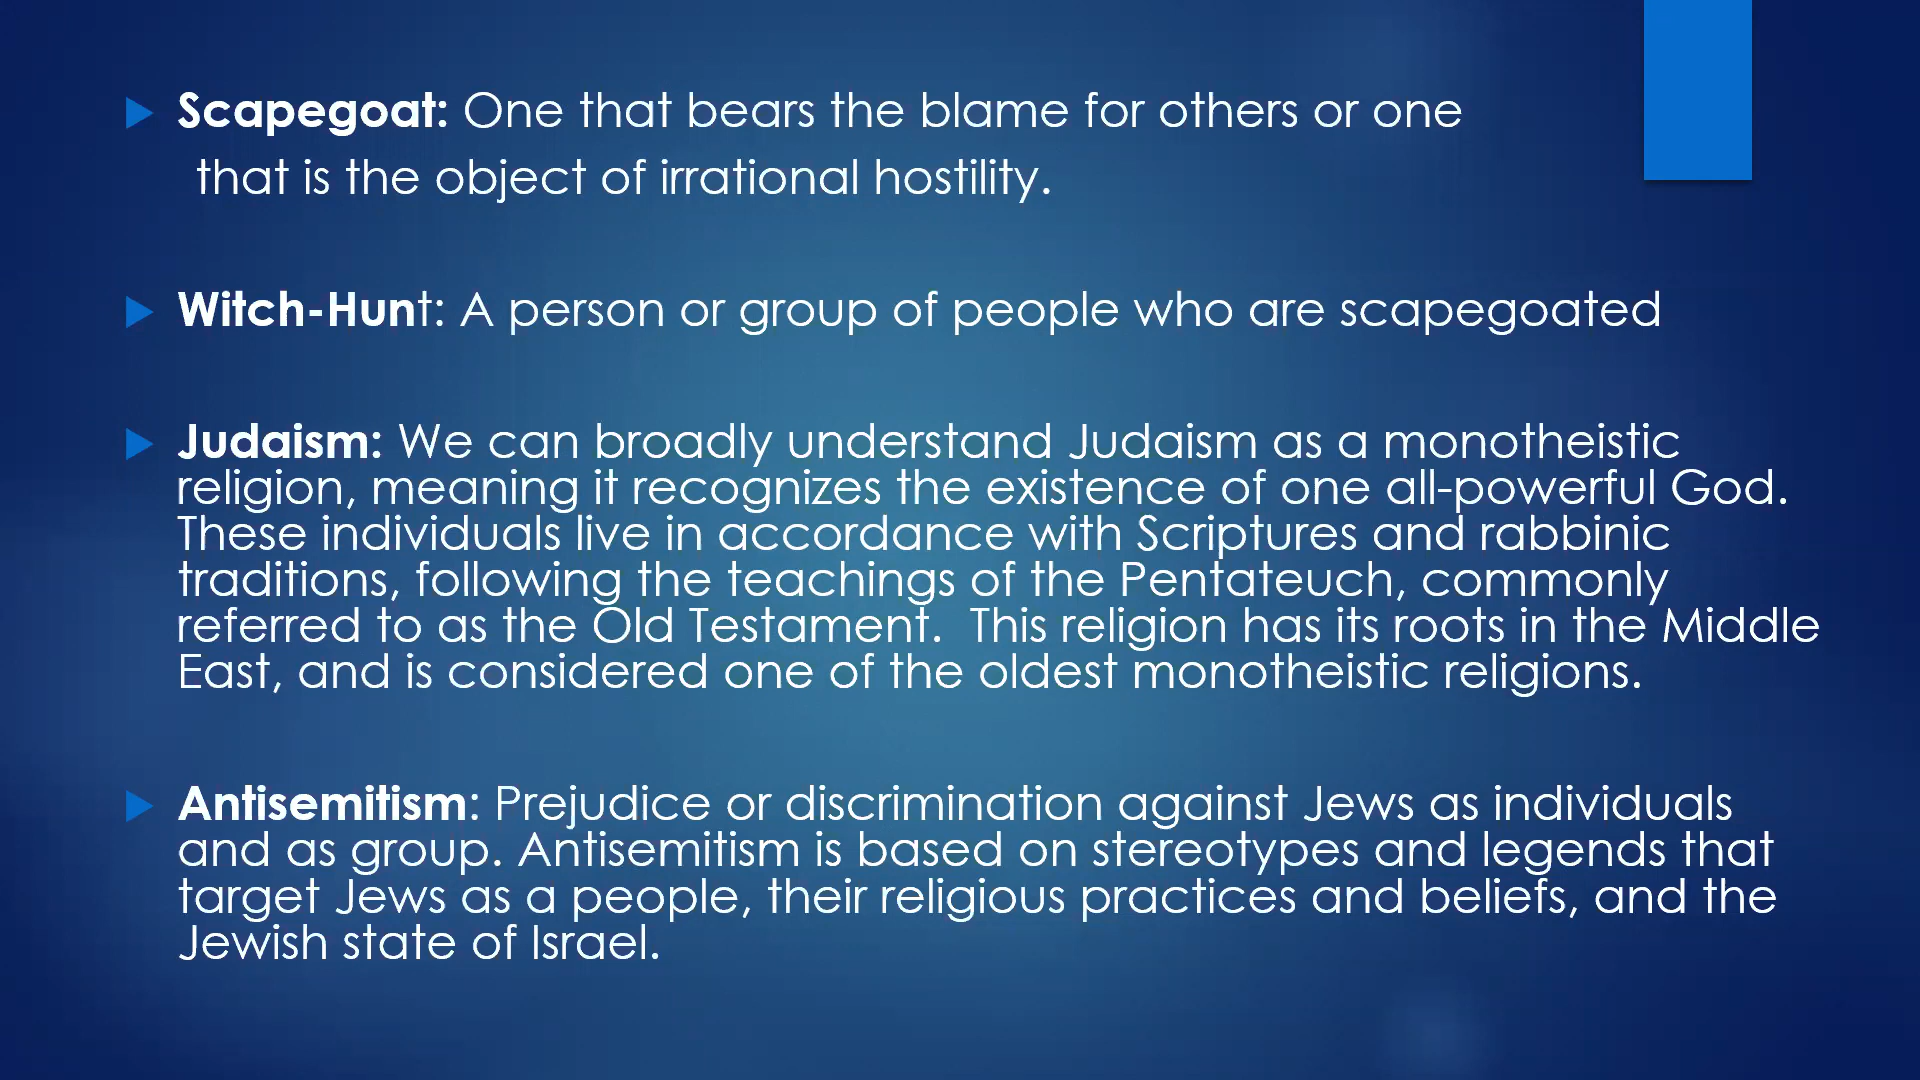 Scapegoat: One that bears the blame for others or one
that is the object of irrational hostility.
Witch-Hunt: A person or group of people who are scapegoated
Judaism: We can broadly understand Judaism as a monotheistic
religion, meaning it recognizes the existence of one all-powerful God.
These individuals live in accordance with Scriptures and rabbinic
traditions, following the teachings of the Pentateuch, commonly
referred to as the Old Testament.  This religion has its roots in the Middle
East, and is considered one of the oldest monotheistic religions.
Antisemitism: Prejudice or discrimination against Jews as individuals
and as group. Antisemitism is based on stereotypes and legends that
target Jews as a people, their religious practices and beliefs, and the
Jewish state of Israel.